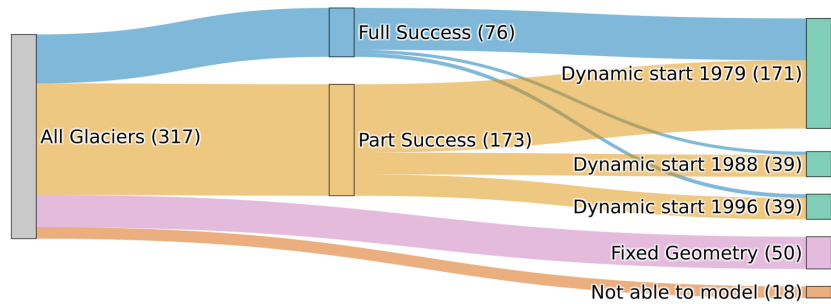 Full Success (76)
Dynamic start 1979 (171)
All Glaciers (317)
Part Success (173)
Dynamic start 1988 (39)
Dynamic start 1996 (39)
Fixed Geometry (50)
Not able to model (18)